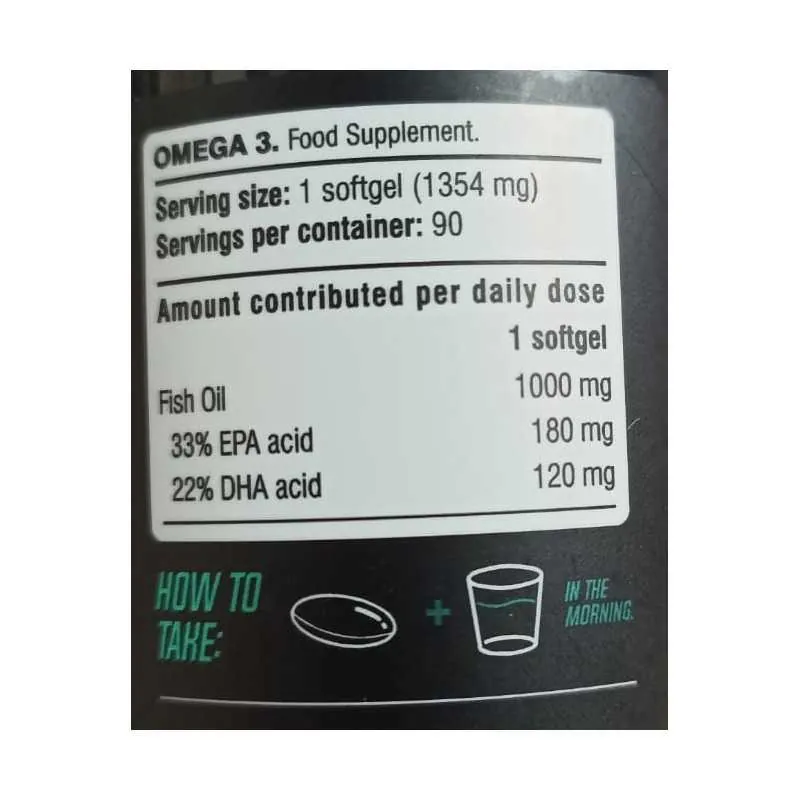 OMEGA 3. Food Supplement.
Serving size: 1 softgel (1354 mg)
Servings per container: 90
Amount contributed per daily dose
1 softgel
Fish Oil 1000 mg
33% EPA acid 180 mg
22% DHA acid 120 mg
HOW TO
TAKE:
+
IN THE
MORNING.